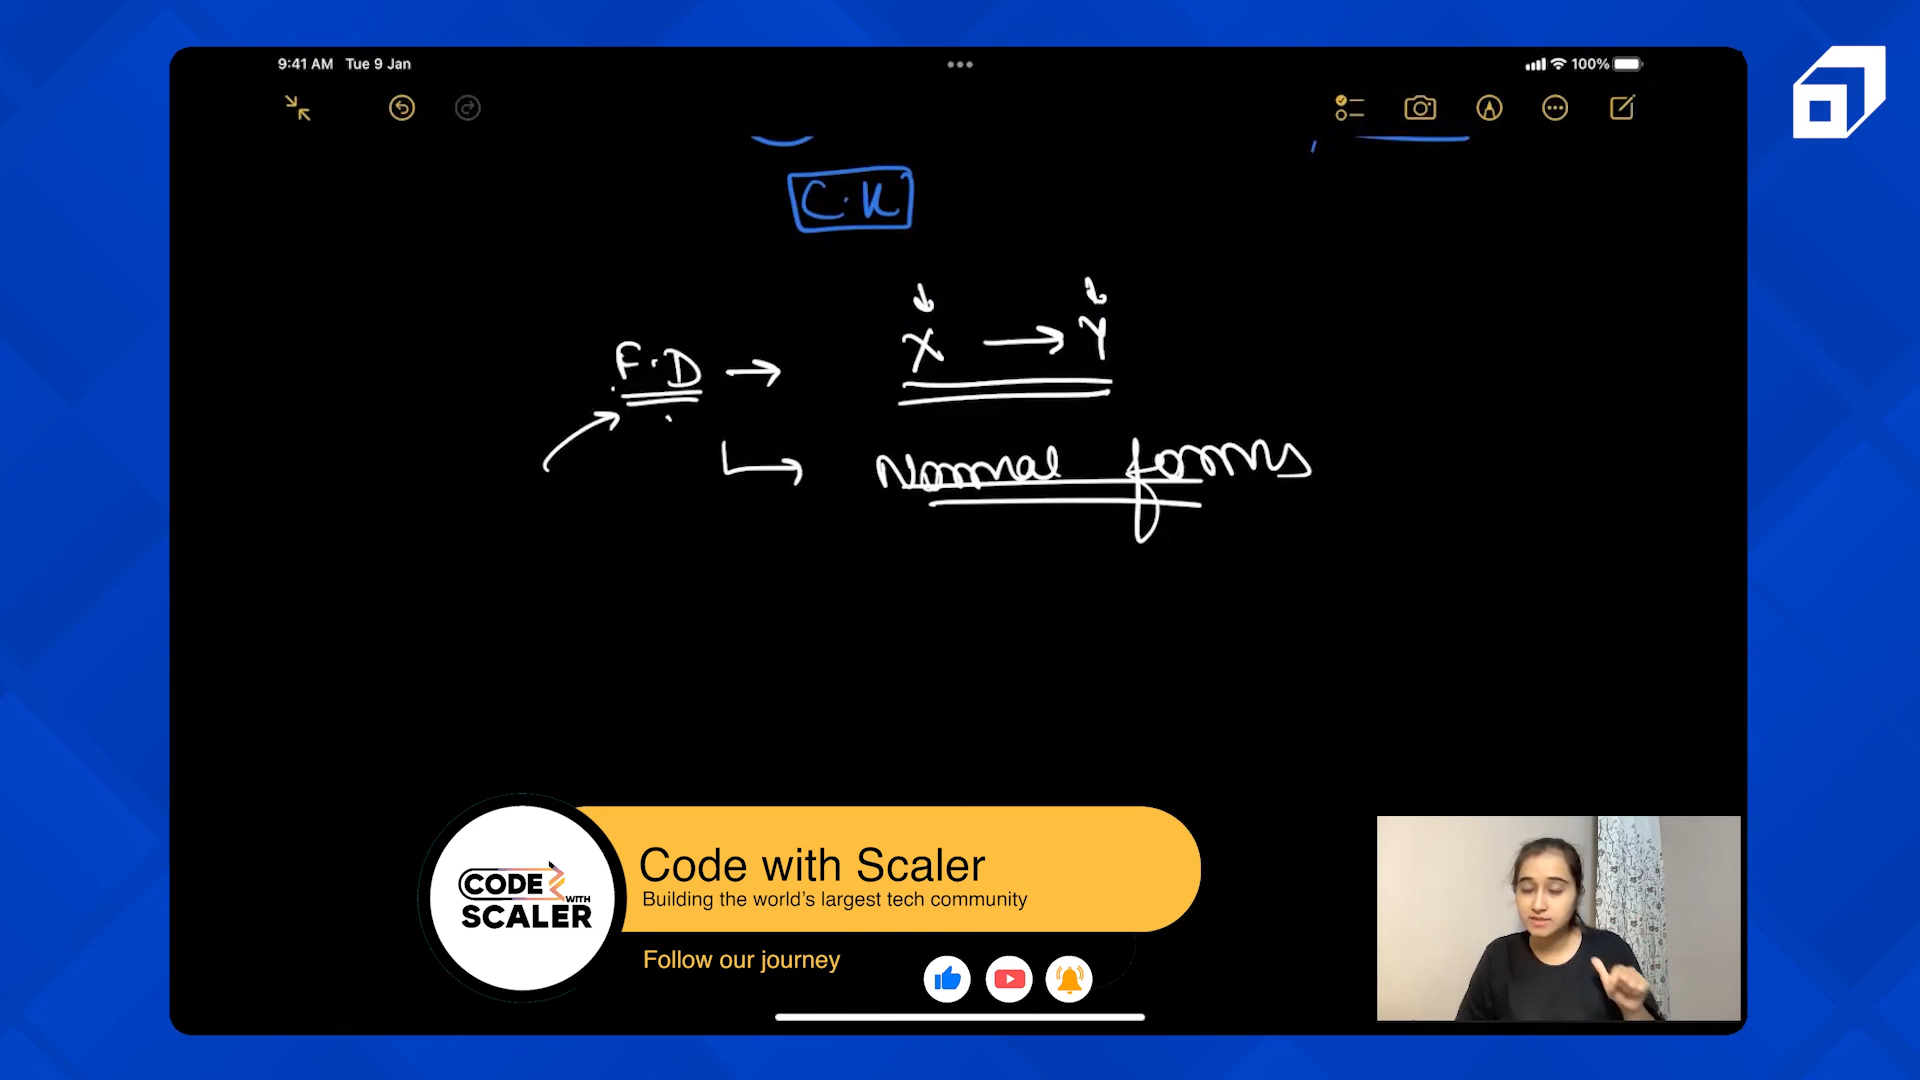 9:41 AM Tue 9 Jan
100%
C.K
X → Y
F.D →
Normal forms
CODE
WITH
SCALER
Code with Scaler
Building the world's largest tech community
Follow our journey